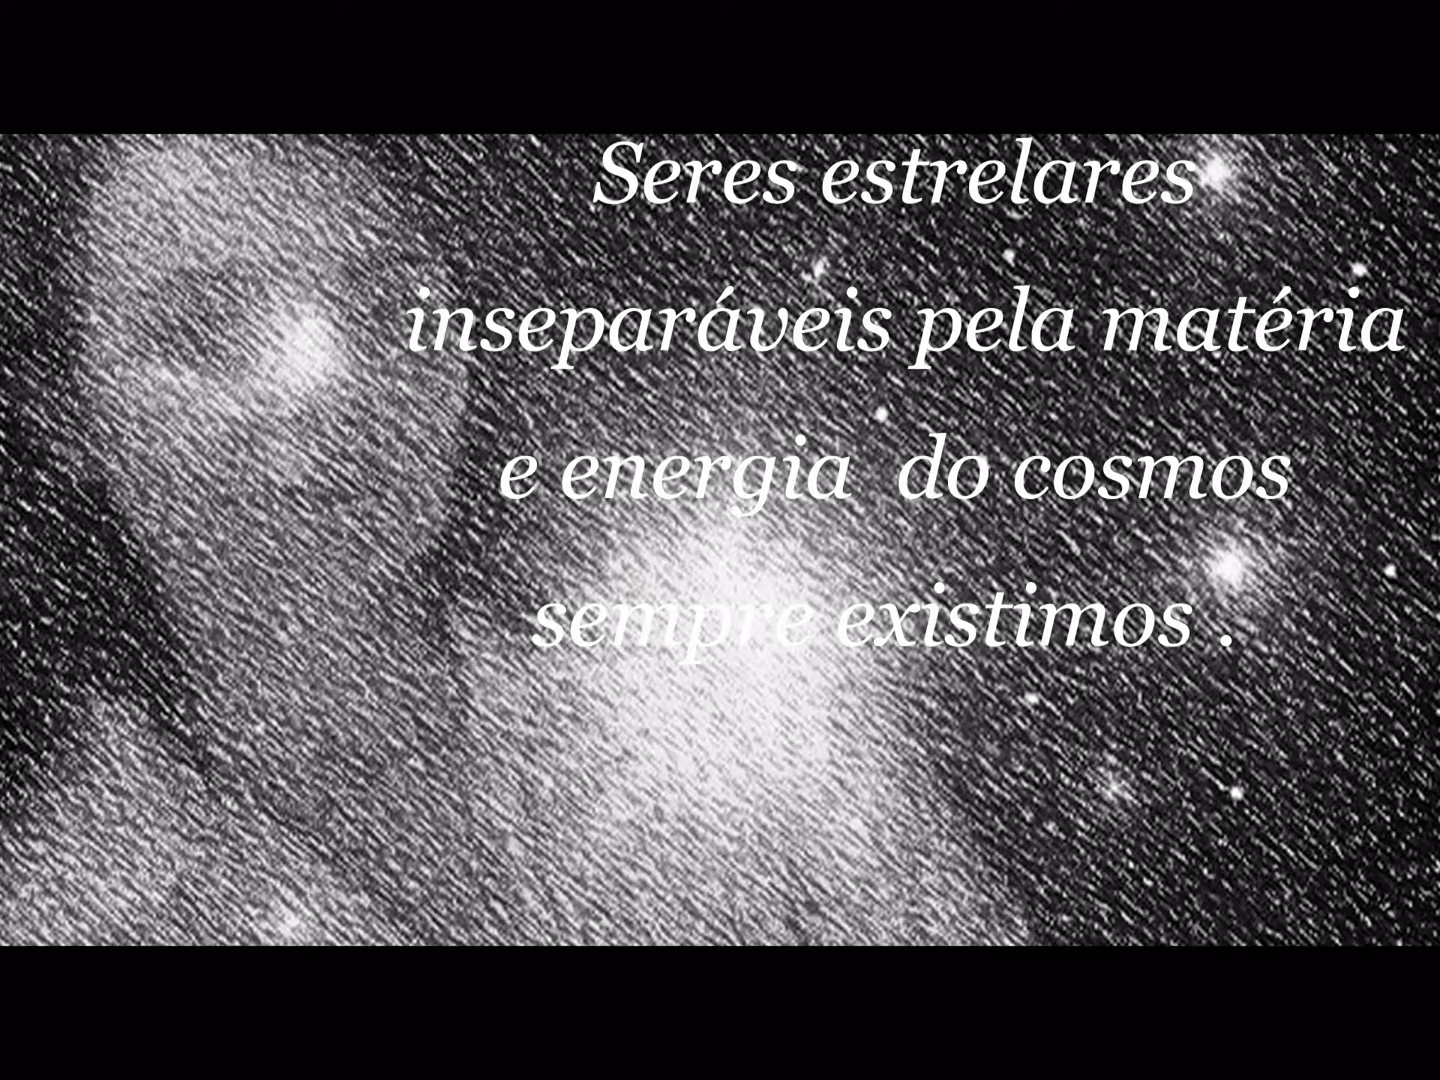 Seres estrelares
inseparáveis pela matéria
e energia  do cosmos
sempre existimos .